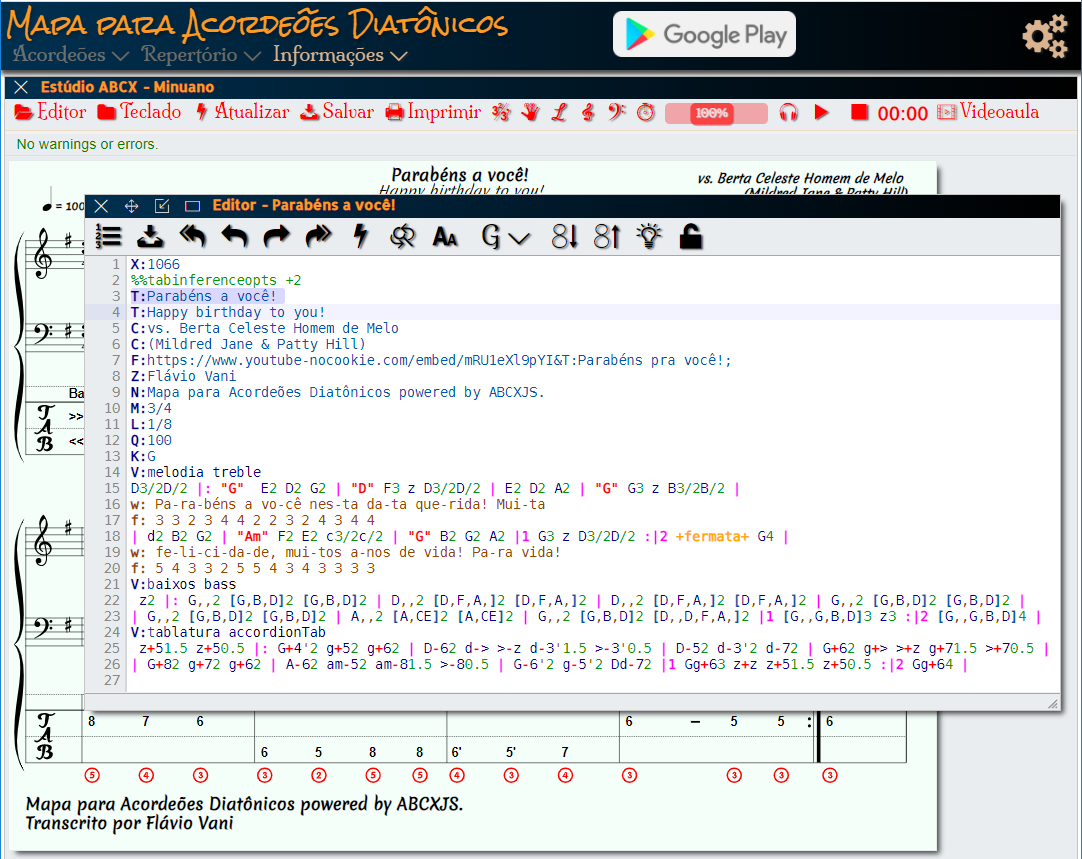 Mapa para Acordeões Diatônicos
Google Play
Acordeões Repertório Informações
Estúdio ABCX - Minuano
Editor Teclado Atualizar Salvar Imprimir 100% 00:00 Videoaula
No warnings or errors.
Parabéns a você!
Happy birthday to you!
vs. Berta Celeste Homem de Melo
(Mildred Jane & Patty Hill)
= 100
Editor - Parabéns a você!
1 X:1066
2 %%tabinferenceopts +2
3 T:Parabéns a você!
4 T:Happy birthday to you!
5 C:vs. Berta Celeste Homem de Melo
6 C:(Mildred Jane & Patty Hill)
7 F:https://www.youtube-nocookie.com/embed/mRU1eXl9pYI&T:Parabéns pra você!;
8 Z:Flávio Vani
9 N:Mapa para Acordeões Diatônicos powered by ABCXJS.
10 M:3/4
11 L:1/8
12 Q:100
13 K:G
14 V:melodia treble
15 D3/2D/2 |: "G"  E2 D2 G2 | "D" F3 z D3/2D/2 | E2 D2 A2 | "G" G3 z B3/2B/2 |
16 w: Pa-ra-béns a vo-cê nes-ta da-ta que-rida! Mui-ta
17 f: 3 3 2 3 4 4 2 2 3 2 4 3 4 4
18 | d2 B2 G2 | "Am" F2 E2 c3/2c/2 | "G" B2 G2 A2 |1 G3 z D3/2D/2 :|2 +fermata+ G4 |
19 w: fe-li-ci-da-de, mui-tos a-nos de vida! Pa-ra vida!
20 f: 5 4 3 3 2 5 5 4 3 4 3 3 3 3
21 V:baixos bass
22 z2 |: G,,2 [G,B,D]2 [G,B,D]2 | D,,2 [D,F,A,]2 [D,F,A,]2 | D,,2 [D,F,A,]2 [D,F,A,]2 | G,,2 [G,B,D]2 [G,B,D]2 |
23 | G,,2 [G,B,D]2 [G,B,D]2 | A,,2 [A,CE]2 [A,CE]2 | G,,2 [G,B,D]2 [D,,D,F,A,]2 |1 [G,,G,B,D]3 z3 :|2 [G,,G,B,D]4 |
24 V:tablatura accordionTab
25 z+51.5 z+50.5 |: G+4'2 g+52 g+62 | D-62 d-> >-z d-3'1.5 >-3'0.5 | D-52 d-3'2 d-72 | G+62 g+> >+z g+71.5 >+70.5 |
26 | G+82 g+72 g+62 | A-62 am-52 am-81.5 >-80.5 | G-6'2 g-5'2 Dd-72 |1 Gg+63 z+z z+51.5 z+50.5 :|2 Gg+64 |
27
Ba
T >>
A
B <<
T 8 7 6 6 – 5 5 : 6
A
B 6 5 8 8 6' 5' 7
5 4 3 3 2 5 5 4 3 4 3 3 3 3
Mapa para Acordeões Diatônicos powered by ABCXJS.
Transcrito por Flávio Vani